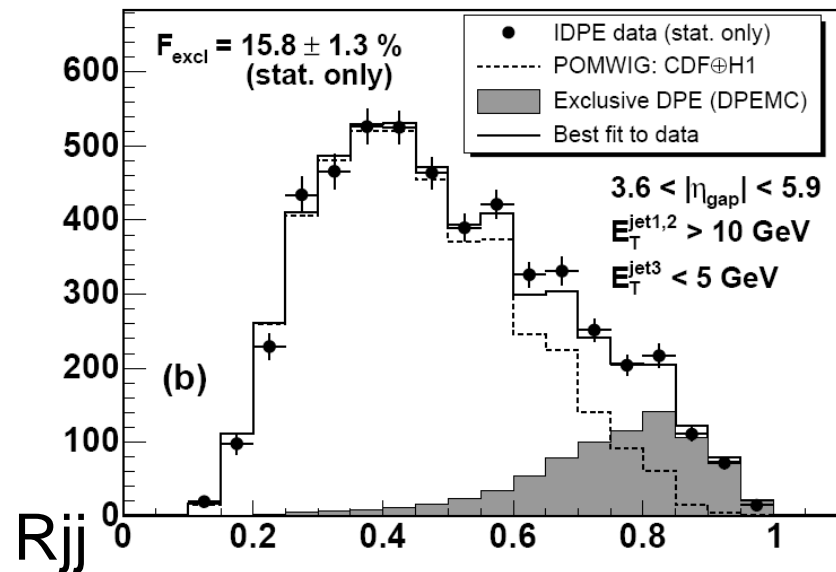 F_excl = 15.8 ± 1.3 %
(stat. only)
IDPE data (stat. only)
POMWIG: CDF⊕H1
Exclusive DPE (DPEMC)
Best fit to data
3.6 < |η_gap| < 5.9
E_T^jet1,2 > 10 GeV
E_T^jet3 < 5 GeV
(b)
600
500
400
300
200
100
0
0 0.2 0.4 0.6 0.8 1
Rjj